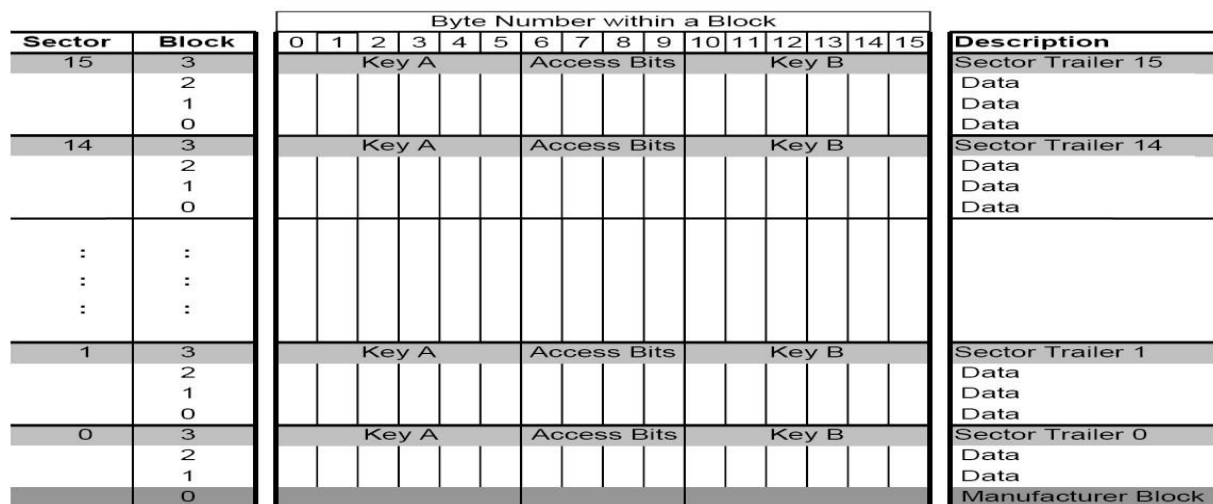 Byte Number within a Block
Sector Block 0 1 2 3 4 5 6 7 8 9 10 11 12 13 14 15 Description
15 3 Key A Access Bits Key B Sector Trailer 15
2 Data
1 Data
0 Data
14 3 Key A Access Bits Key B Sector Trailer 14
2 Data
1 Data
0 Data
: :
: :
: :
1 3 Key A Access Bits Key B Sector Trailer 1
2 Data
1 Data
0 Data
0 3 Key A Access Bits Key B Sector Trailer 0
2 Data
1 Data
0 Manufacturer Block